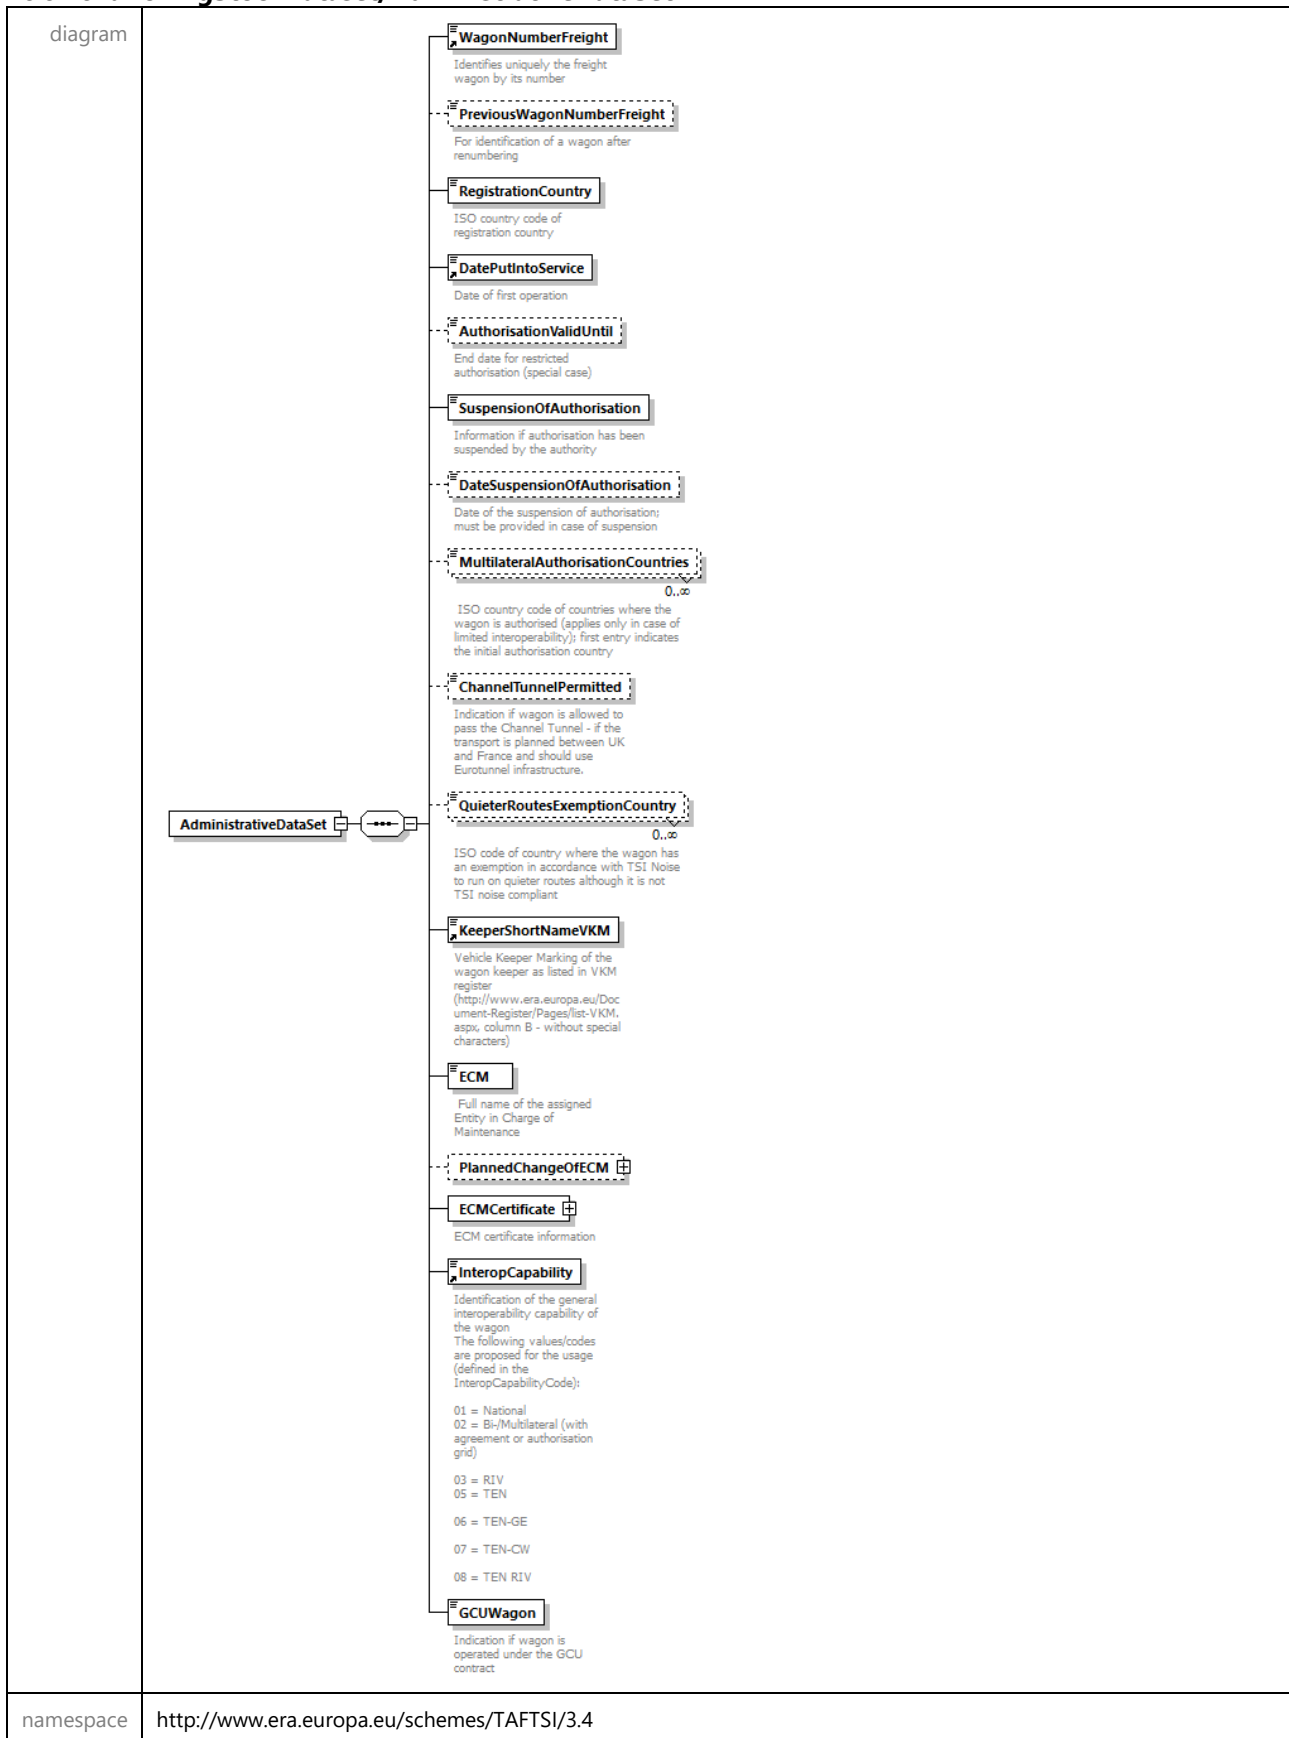 diagram
WagonNumberFreight
Identifies uniquely the freight
wagon by its number
PreviousWagonNumberFreight
For identification of a wagon after
renumbering
RegistrationCountry
ISO country code of
registration country
DatePutIntoService
Date of first operation
AuthorisationValidUntil
End date for restricted
authorisation (special case)
SuspensionOfAuthorisation
Information if authorisation has been
suspended by the authority
DateSuspensionOfAuthorisation
Date of the suspension of authorisation;
must be provided in case of suspension
MultilateralAuthorisationCountries
0..∞
ISO country code of countries where the
wagon is authorised (applies only in case of
limited interoperability); first entry indicates
the initial authorisation country
ChannelTunnelPermitted
Indication if wagon is allowed to
pass the Channel Tunnel - if the
transport is planned between UK
and France and should use
Eurotunnel infrastructure.
AdministrativeDataSet
QuieterRoutesExemptionCountry
0..∞
ISO code of country where the wagon has
an exemption in accordance with TSI Noise
to run on quieter routes although it is not
TSI noise compliant
KeeperShortNameVKM
Vehicle Keeper Marking of the
wagon keeper as listed in VKM
register
(http://www.era.europa.eu/Doc
ument-Register/Pages/list-VKM.
aspx, column B - without special
characters)
ECM
Full name of the assigned
Entity in Charge of
Maintenance
PlannedChangeOfECM
ECMCertificate
ECM certificate information
InteropCapability
Identification of the general
interoperability capability of
the wagon
The following values/codes
are proposed for the usage
(defined in the
InteropCapabilityCode):
01 = National
02 = Bi-/Multilateral (with
agreement or authorisation
grid)
03 = RIV
05 = TEN
06 = TEN-GE
07 = TEN-CW
08 = TEN RIV
GCUWagon
Indication if wagon is
operated under the GCU
contract
namespace
http://www.era.europa.eu/schemes/TAFTSI/3.4